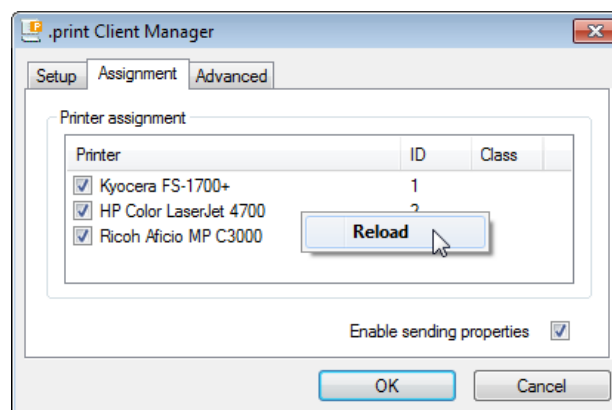 .print Client Manager
Setup Assignment Advanced
Printer assignment
Printer ID Class
Kyocera FS-1700+ 1
HP Color LaserJet 4700
Ricoh Aficio MP C3000
Reload
Enable sending properties
OK Cancel